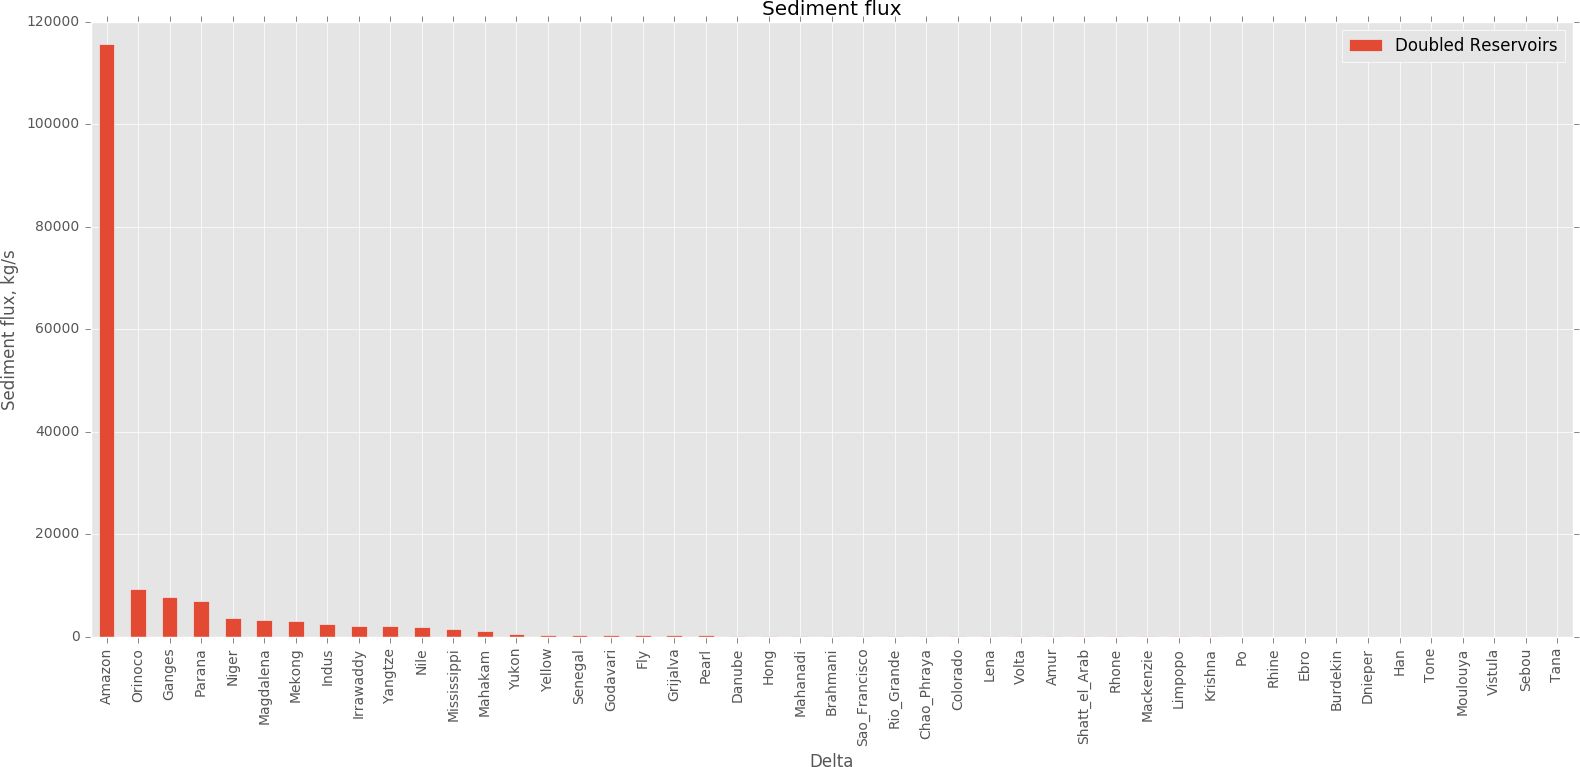 Sediment flux
Doubled Reservoirs
Sediment flux, kg/s
120000
100000
80000
60000
40000
20000
0
Amazon
Orinoco
Ganges
Parana
Niger
Magdalena
Mekong
Indus
Irrawaddy
Yangtze
Nile
Mississippi
Mahakam
Yukon
Yellow
Senegal
Godavari
Fly
Grijalva
Pearl
Danube
Hong
Mahanadi
Brahmani
Sao_Francisco
Rio_Grande
Chao_Phraya
Colorado
Lena
Volta
Amur
Shatt_el_Arab
Rhone
Mackenzie
Limpopo
Krishna
Po
Rhine
Ebro
Burdekin
Dnieper
Han
Tone
Moulouya
Vistula
Sebou
Tana
Delta